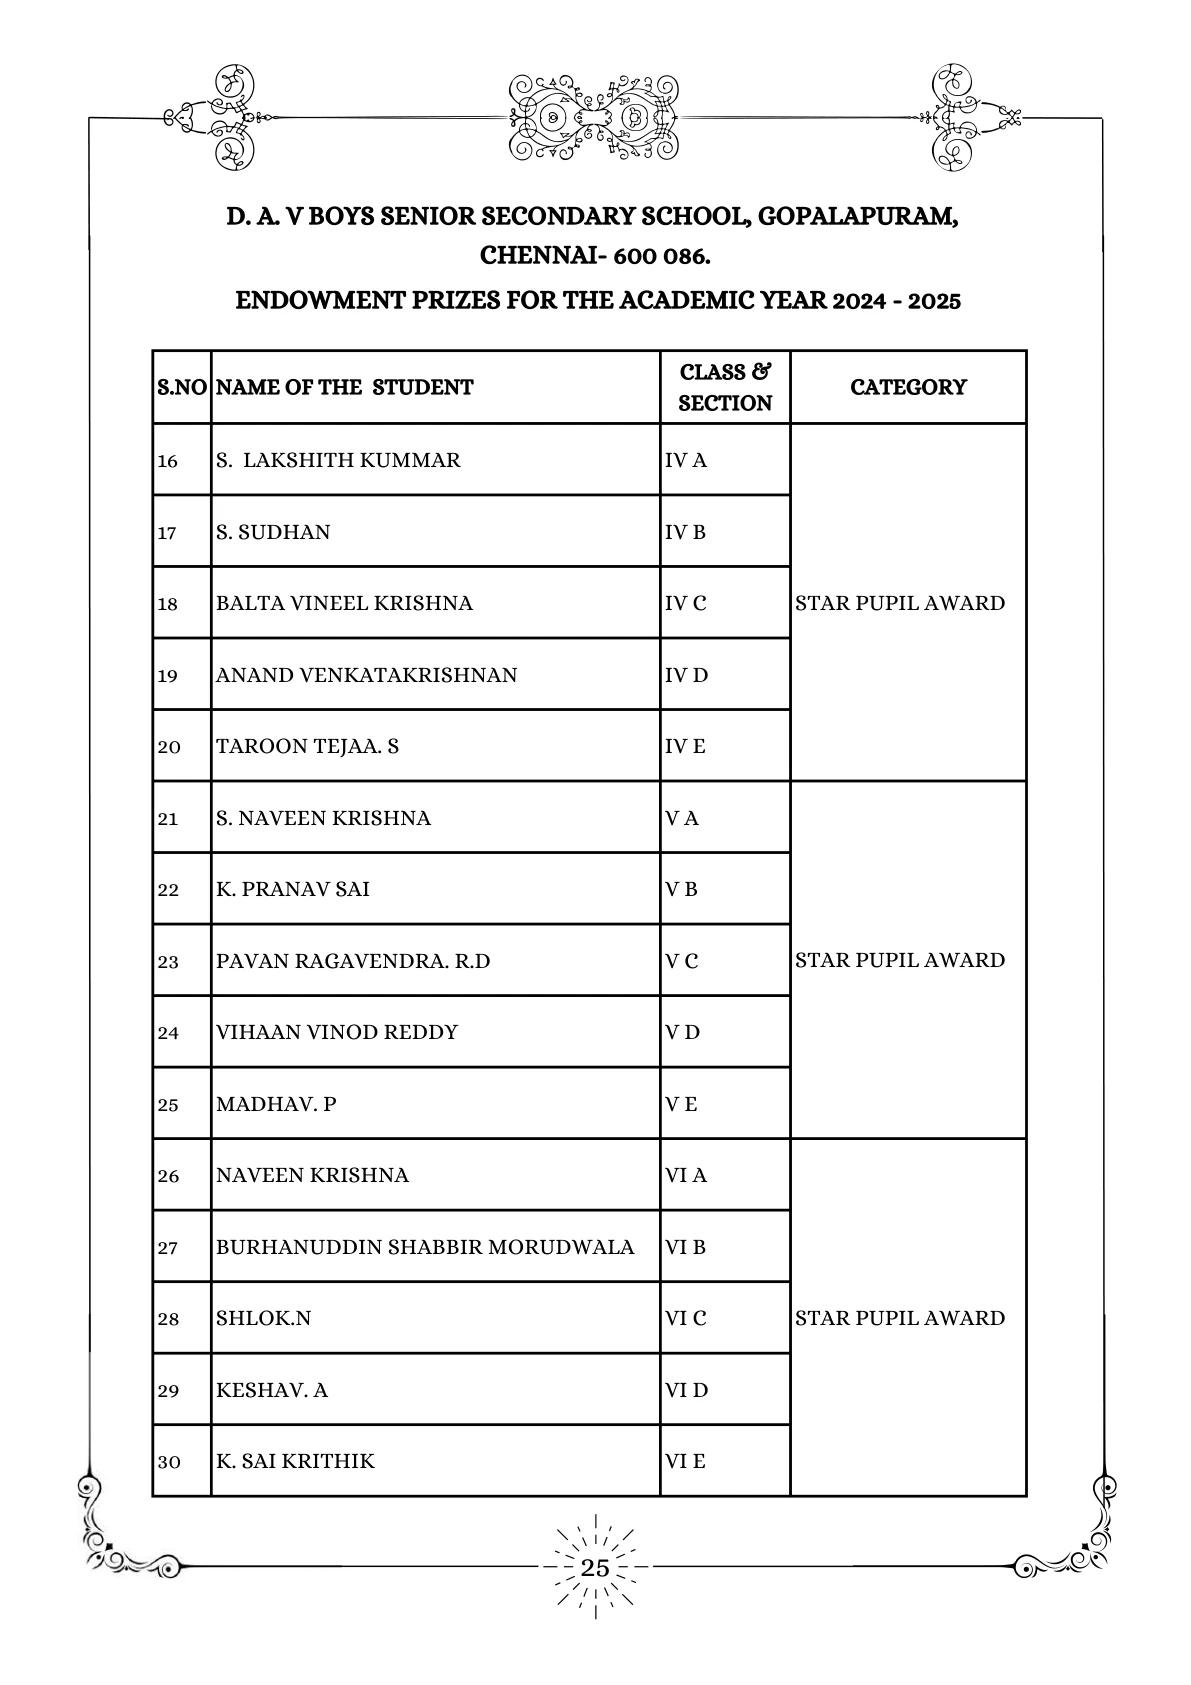 D. A. V BOYS SENIOR SECONDARY SCHOOL, GOPALAPURAM,
CHENNAI- 600 086.
ENDOWMENT PRIZES FOR THE ACADEMIC YEAR 2024 - 2025
S.NO NAME OF THE STUDENT CLASS & SECTION CATEGORY
16 S. LAKSHITH KUMMAR IV A
17 S. SUDHAN IV B
18 BALTA VINEEL KRISHNA IV C STAR PUPIL AWARD
19 ANAND VENKATAKRISHNAN IV D
20 TAROON TEJAA. S IV E
21 S. NAVEEN KRISHNA V A
22 K. PRANAV SAI V B
23 PAVAN RAGAVENDRA. R.D V C STAR PUPIL AWARD
24 VIHAAN VINOD REDDY V D
25 MADHAV. P V E
26 NAVEEN KRISHNA VI A
27 BURHANUDDIN SHABBIR MORUDWALA VI B
28 SHLOK.N VI C STAR PUPIL AWARD
29 KESHAV. A VI D
30 K. SAI KRITHIK VI E
25